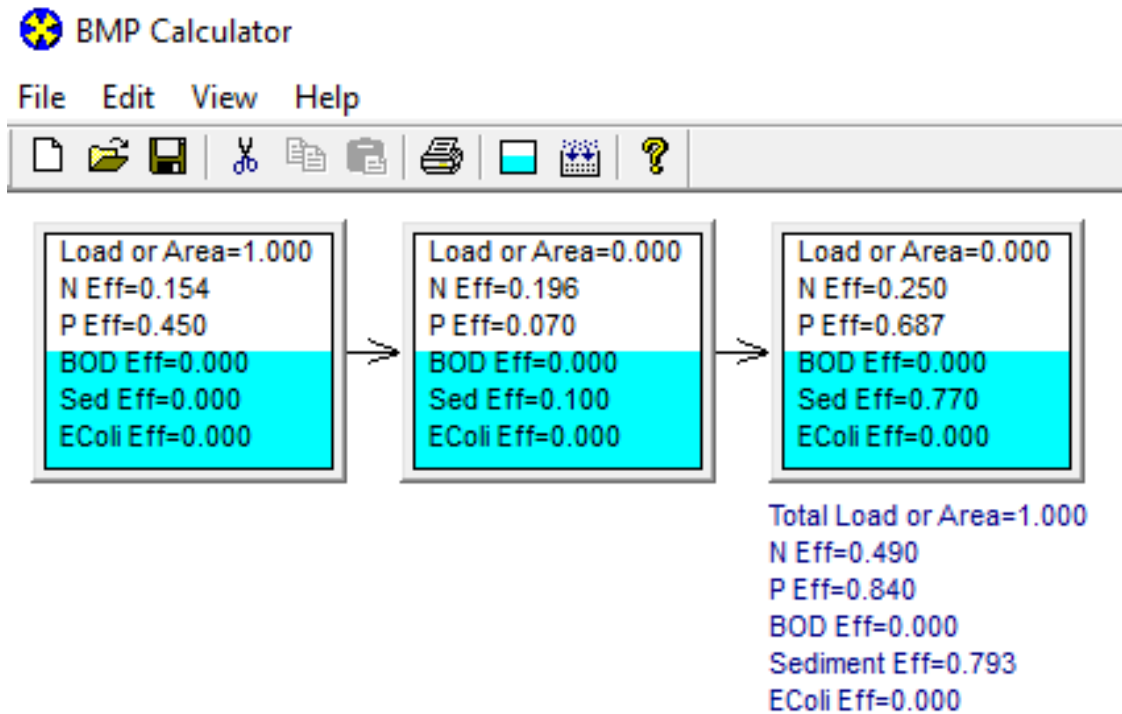 BMP Calculator
File Edit View Help
Load or Area=1.000
N Eff=0.154
P Eff=0.450
BOD Eff=0.000
Sed Eff=0.000
EColi Eff=0.000
Load or Area=0.000
N Eff=0.196
P Eff=0.070
BOD Eff=0.000
Sed Eff=0.100
EColi Eff=0.000
Load or Area=0.000
N Eff=0.250
P Eff=0.687
BOD Eff=0.000
Sed Eff=0.770
EColi Eff=0.000
Total Load or Area=1.000
N Eff=0.490
P Eff=0.840
BOD Eff=0.000
Sediment Eff=0.793
EColi Eff=0.000